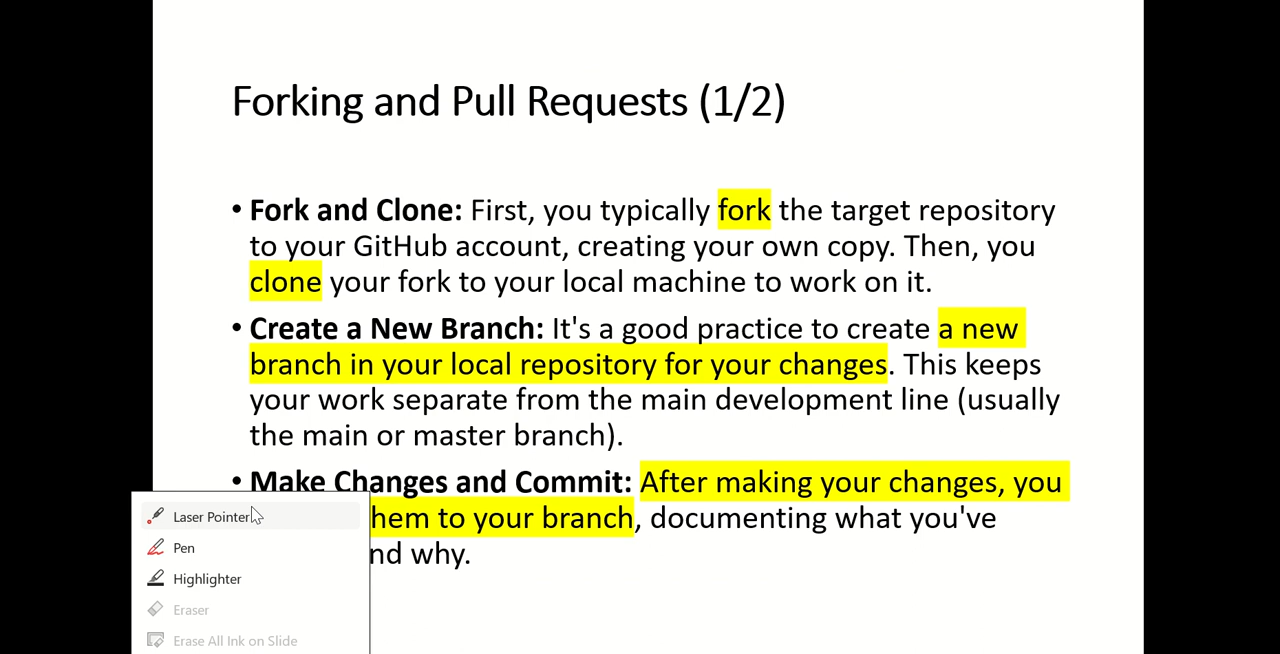 Forking and Pull Requests (1/2)
• Fork and Clone: First, you typically fork the target repository
to your GitHub account, creating your own copy. Then, you
clone your fork to your local machine to work on it.
• Create a New Branch: It's a good practice to create a new
branch in your local repository for your changes. This keeps
your work separate from the main development line (usually
the main or master branch).
• Make Changes and Commit: After making your changes, you
hem to your branch, documenting what you've
nd why.
Laser Pointer
Pen
Highlighter
Eraser
Erase All Ink on Slide